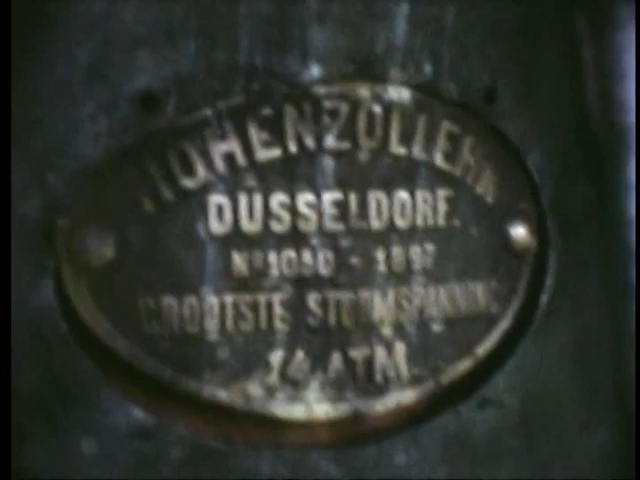 HOHENZOLLERN
DÜSSELDORF.
14 ATM
GROOTSTE STOOMSPANNING